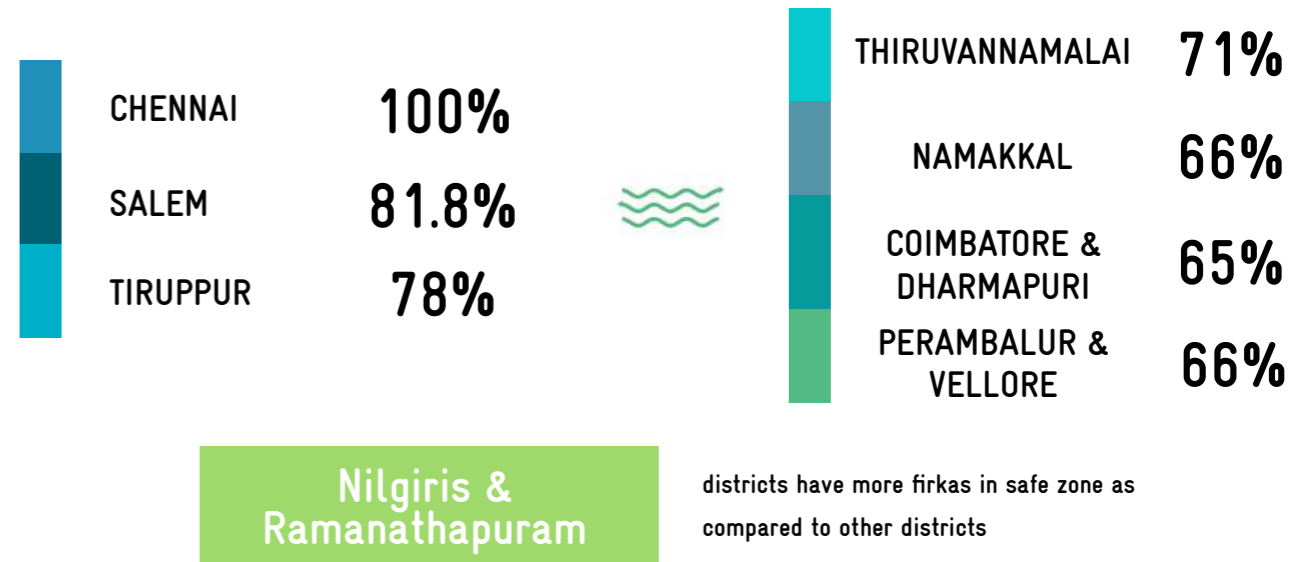 CHENNAI 100%
SALEM 81.8%
TIRUPPUR 78%
THIRUVANNAMALAI 71%
NAMAKKAL 66%
COIMBATORE &
DHARMAPURI 65%
PERAMBALUR &
VELLORE 66%
Nilgiris &
Ramanathapuram
districts have more firkas in safe zone as
compared to other districts